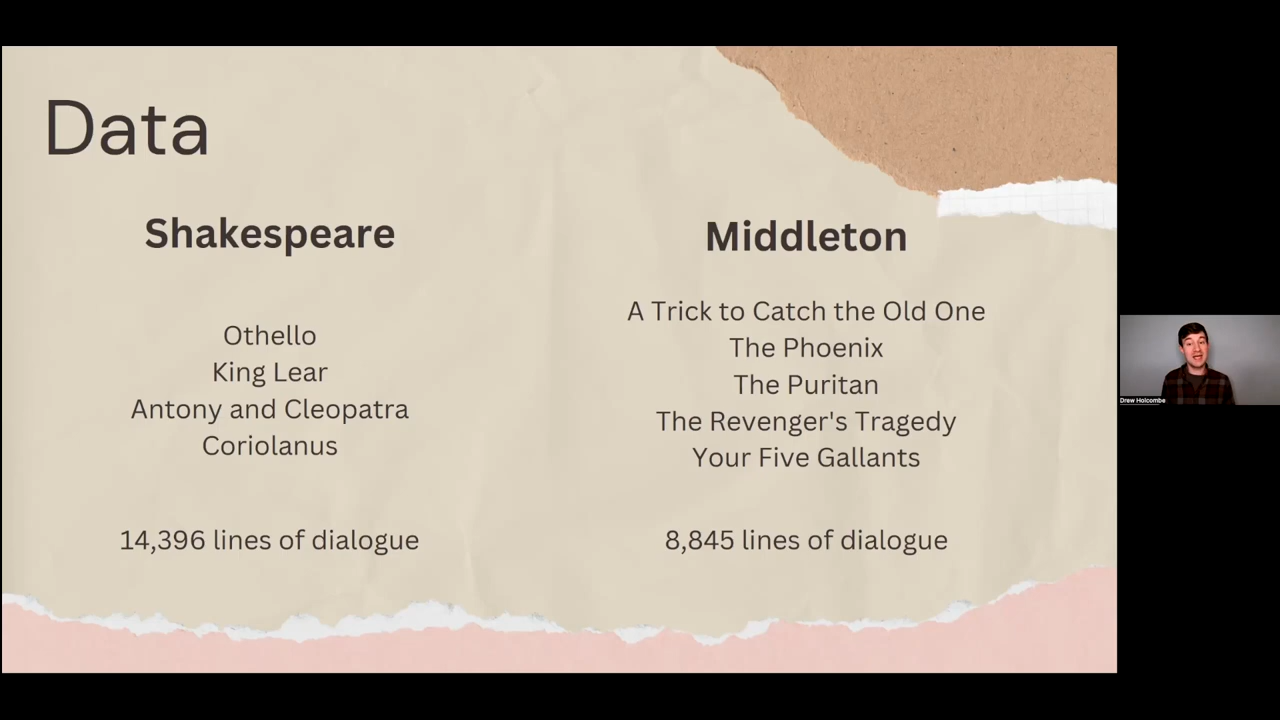 Data
Shakespeare
Othello
King Lear
Antony and Cleopatra
Coriolanus
14,396 lines of dialogue
Middleton
A Trick to Catch the Old One
The Phoenix
The Puritan
The Revenger's Tragedy
Your Five Gallants
8,845 lines of dialogue
Drew Holcombe